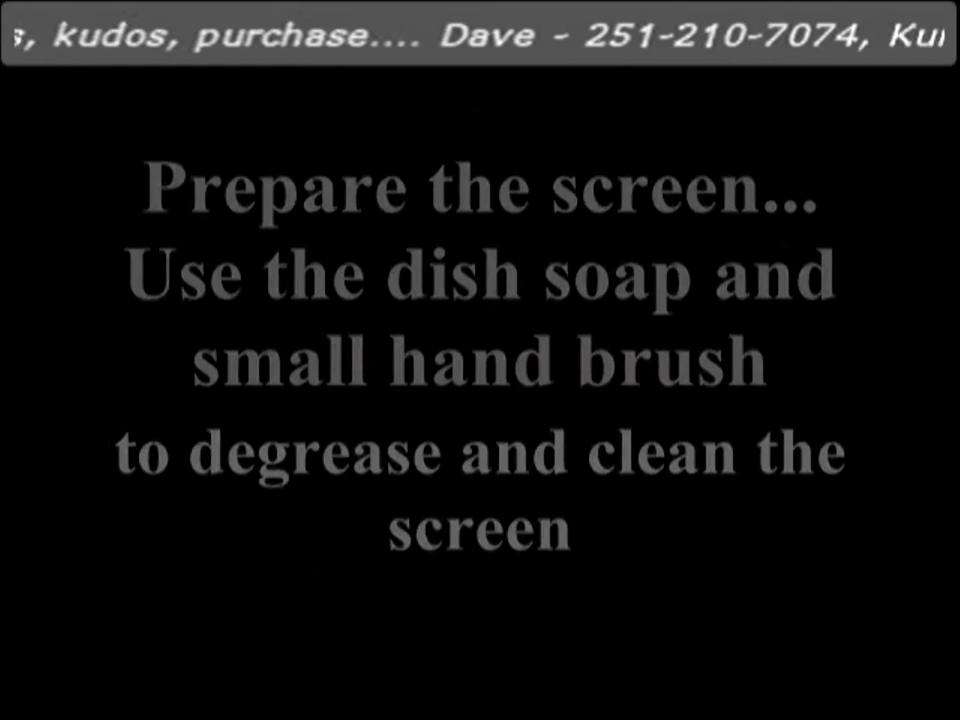 kudos, purchase.... Dave - 251-210-7074,
Prepare the screen...
Use the dish soap and
small hand brush
to degrease and clean the
screen